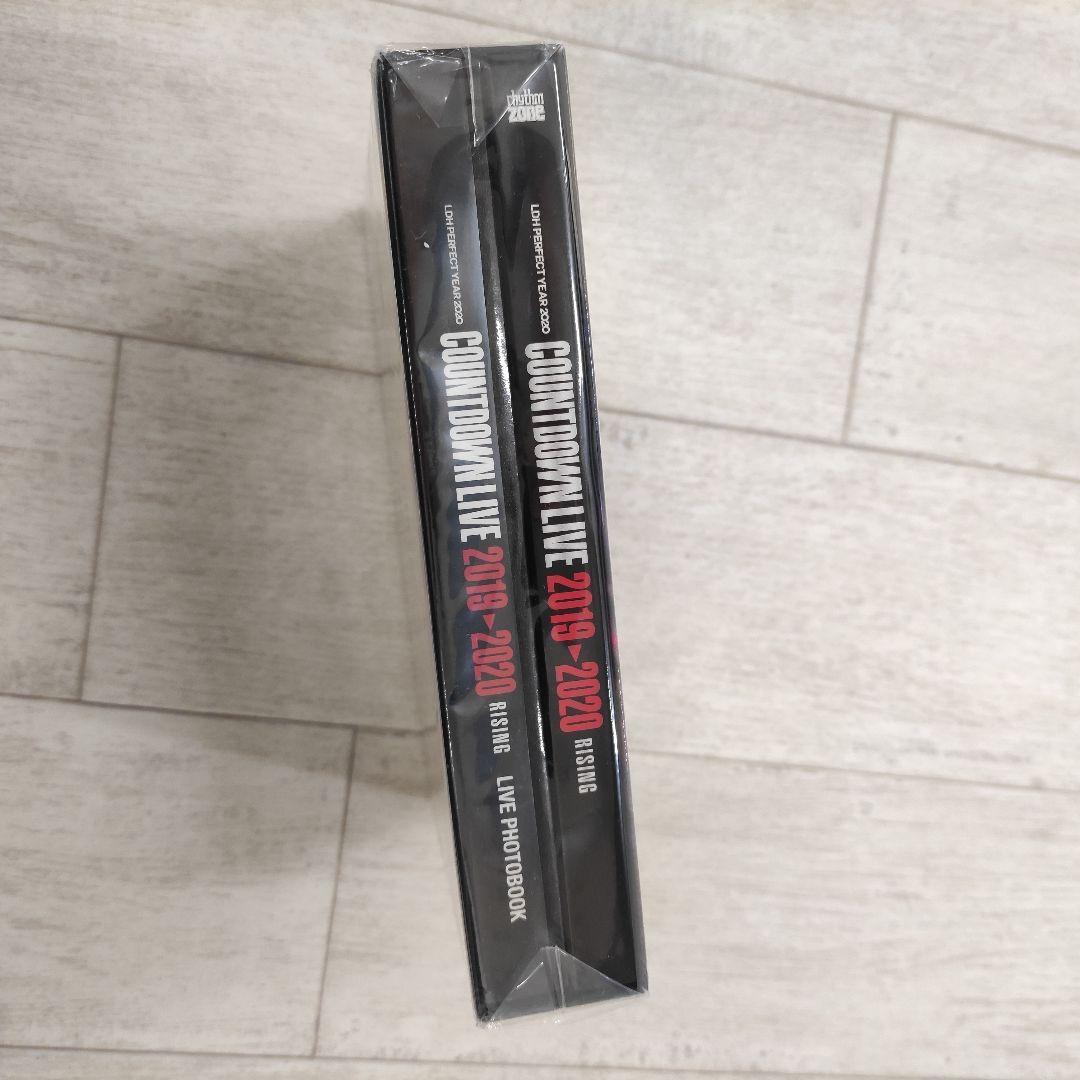 rhythm
zone
LDH PERFECT YEAR 2020
COUNTDOWN LIVE 2019▶2020 RISING
LDH PERFECT YEAR 2020
COUNTDOWN LIVE 2019▶2020 RISING LIVE PHOTOBOOK